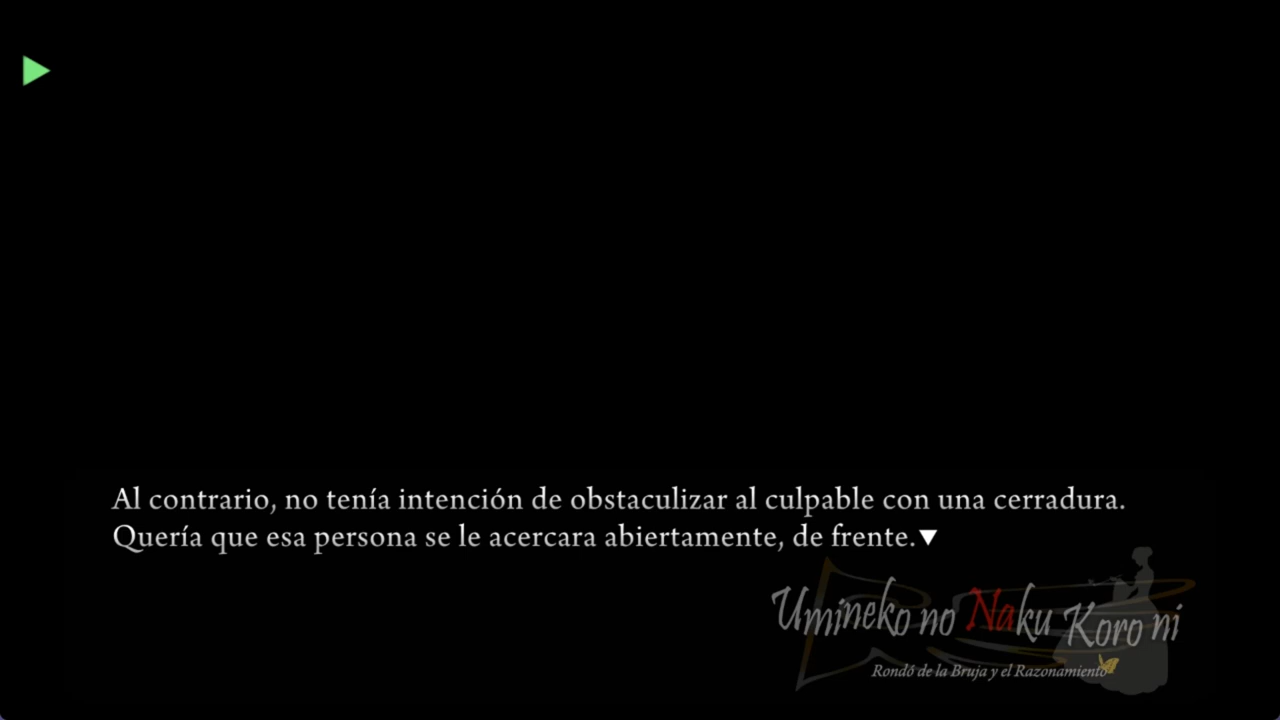 Al contrario, no tenía intención de obstaculizar al culpable con una cerradura.
Quería que esa persona se le acercara abiertamente, de frente.
Umineko no Naku Koro ni
Rondó de la Bruja y el Razonamiento